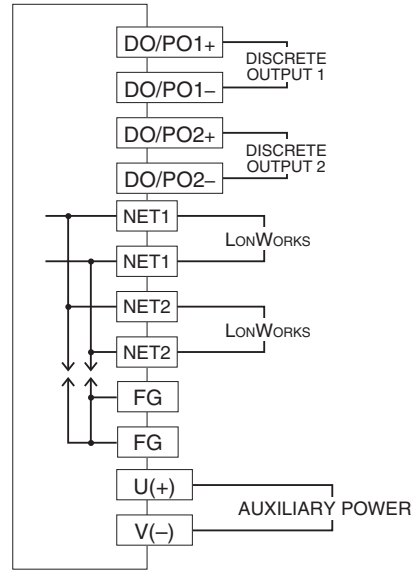 DO/PO1+
DISCRETE
OUTPUT 1
DO/PO1–
DO/PO2+
DISCRETE
OUTPUT 2
DO/PO2–
NET1
LONWORKS
NET1
NET2
LONWORKS
NET2
FG
FG
U(+)
AUXILIARY POWER
V(–)